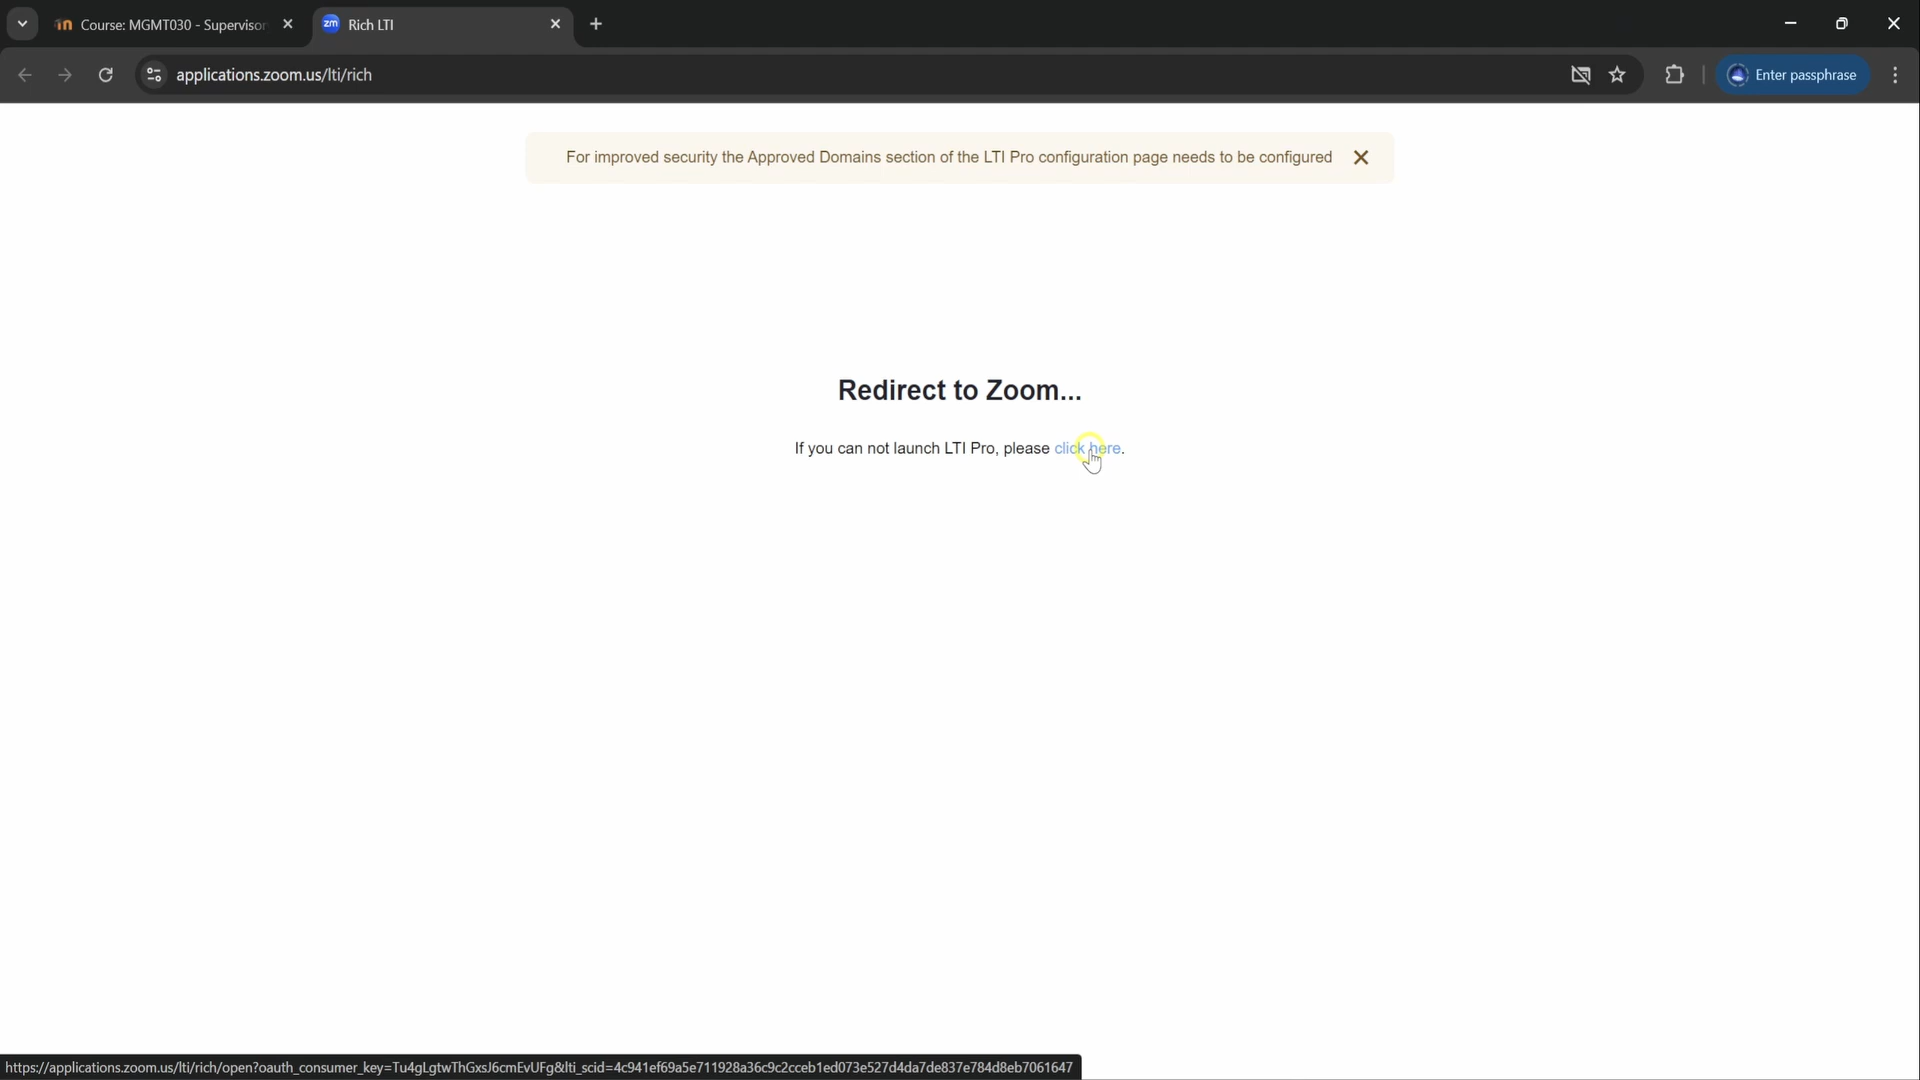 Course: MGMT030 - Supervisor
zm Rich LTI
applications.zoom.us/lti/rich
Enter passphrase
For improved security the Approved Domains section of the LTI Pro configuration page needs to be configured
Redirect to Zoom...
If you can not launch LTI Pro, please click here.
https://applications.zoom.us/lti/rich/open?oauth_consumer_key=Tu4gLgtwThGxsJ6cmEvUFg&lti_scid=4c941ef69a5e711928a36c9c2cceb1ed073e527d4da7de837e784d8eb7061647